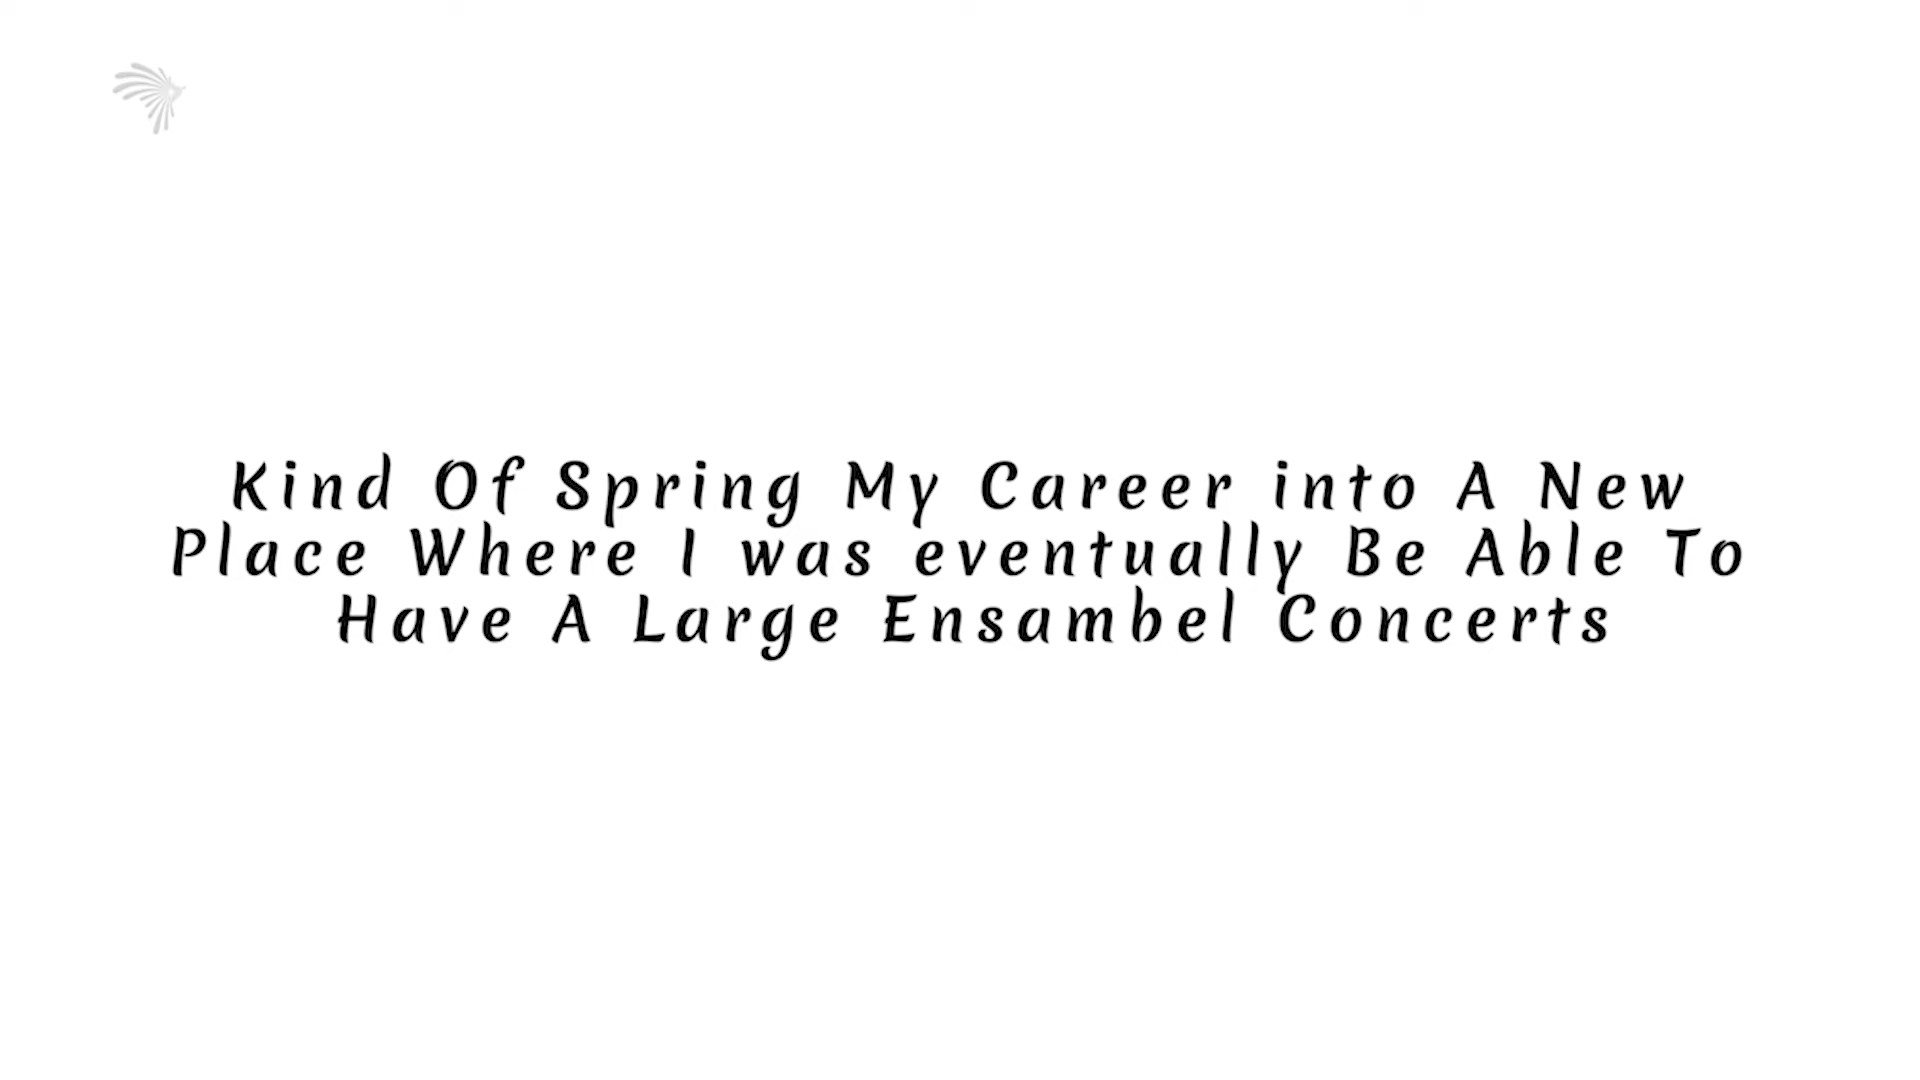 Kind Of Spring My Career into A New
Place Where I was eventually Be Able To
Have A Large Ensambel Concerts